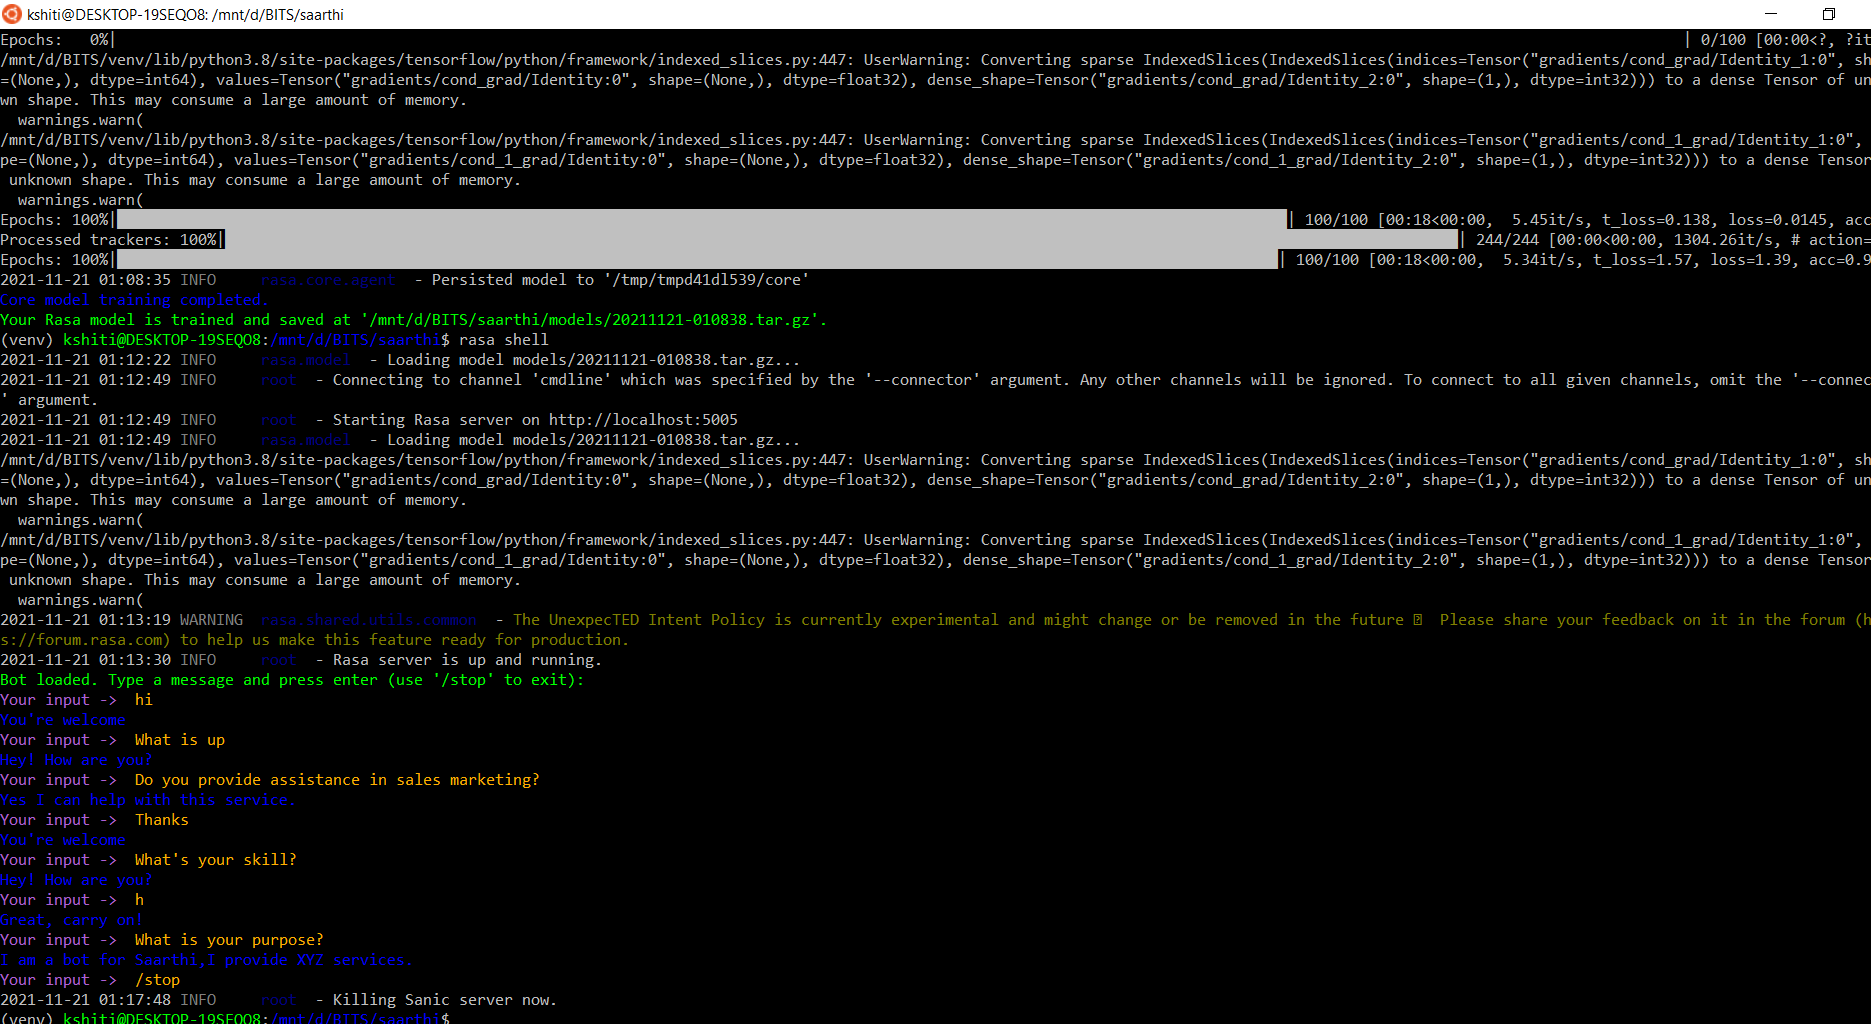 kshiti@DESKTOP-19SEQO8: /mnt/d/BITS/saarthi
Epochs:   0%|                                                                 | 0/100 [00:00<?, ?it
/mnt/d/BITS/venv/lib/python3.8/site-packages/tensorflow/python/framework/indexed_slices.py:447: UserWarning: Converting sparse IndexedSlices(IndexedSlices(indices=Tensor("gradients/cond_grad/Identity_1:0", sh
=(None,), dtype=int64), values=Tensor("gradients/cond_grad/Identity:0", shape=(None,), dtype=float32), dense_shape=Tensor("gradients/cond_grad/Identity_2:0", shape=(1,), dtype=int32))) to a dense Tensor of un
wn shape. This may consume a large amount of memory.
  warnings.warn(
/mnt/d/BITS/venv/lib/python3.8/site-packages/tensorflow/python/framework/indexed_slices.py:447: UserWarning: Converting sparse IndexedSlices(IndexedSlices(indices=Tensor("gradients/cond_1_grad/Identity_1:0",
pe=(None,), dtype=int64), values=Tensor("gradients/cond_1_grad/Identity:0", shape=(None,), dtype=float32), dense_shape=Tensor("gradients/cond_1_grad/Identity_2:0", shape=(1,), dtype=int32))) to a dense Tensor
 unknown shape. This may consume a large amount of memory.
  warnings.warn(
Epochs: 100%|                                                                 | 100/100 [00:18<00:00,  5.45it/s, t_loss=0.138, loss=0.0145, acc
Processed trackers: 100%|                                                     | 244/244 [00:00<00:00, 1304.26it/s, # action=
Epochs: 100%|                                                                 | 100/100 [00:18<00:00,  5.34it/s, t_loss=1.57, loss=1.39, acc=0.9
2021-11-21 01:08:35 INFO     rasa.core.agent  - Persisted model to '/tmp/tmpd41dl539/core'
Core model training completed.
Your Rasa model is trained and saved at '/mnt/d/BITS/saarthi/models/20211121-010838.tar.gz'.
(venv) kshiti@DESKTOP-19SEQO8:/mnt/d/BITS/saarthi$ rasa shell
2021-11-21 01:12:22 INFO     rasa.model  - Loading model models/20211121-010838.tar.gz...
2021-11-21 01:12:49 INFO     root  - Connecting to channel 'cmdline' which was specified by the '--connector' argument. Any other channels will be ignored. To connect to all given channels, omit the '--connec
' argument.
2021-11-21 01:12:49 INFO     root  - Starting Rasa server on http://localhost:5005
2021-11-21 01:12:49 INFO     rasa.model  - Loading model models/20211121-010838.tar.gz...
/mnt/d/BITS/venv/lib/python3.8/site-packages/tensorflow/python/framework/indexed_slices.py:447: UserWarning: Converting sparse IndexedSlices(IndexedSlices(indices=Tensor("gradients/cond_grad/Identity_1:0", sh
=(None,), dtype=int64), values=Tensor("gradients/cond_grad/Identity:0", shape=(None,), dtype=float32), dense_shape=Tensor("gradients/cond_grad/Identity_2:0", shape=(1,), dtype=int32))) to a dense Tensor of un
wn shape. This may consume a large amount of memory.
  warnings.warn(
/mnt/d/BITS/venv/lib/python3.8/site-packages/tensorflow/python/framework/indexed_slices.py:447: UserWarning: Converting sparse IndexedSlices(IndexedSlices(indices=Tensor("gradients/cond_1_grad/Identity_1:0",
pe=(None,), dtype=int64), values=Tensor("gradients/cond_1_grad/Identity:0", shape=(None,), dtype=float32), dense_shape=Tensor("gradients/cond_1_grad/Identity_2:0", shape=(1,), dtype=int32))) to a dense Tensor
 unknown shape. This may consume a large amount of memory.
  warnings.warn(
2021-11-21 01:13:19 WARNING  rasa.shared.utils.common  - The UnexpecTED Intent Policy is currently experimental and might change or be removed in the future   Please share your feedback on it in the forum (h
s://forum.rasa.com) to help us make this feature ready for production.
2021-11-21 01:13:30 INFO     root  - Rasa server is up and running.
Bot loaded. Type a message and press enter (use '/stop' to exit):
Your input ->  hi
You're welcome
Your input ->  What is up
Hey! How are you?
Your input ->  Do you provide assistance in sales marketing?
Yes I can help with this service.
Your input ->  Thanks
You're welcome
Your input ->  What's your skill?
Hey! How are you?
Your input ->  h
Great, carry on!
Your input ->  What is your purpose?
I am a bot for Saarthi,I provide XYZ services.
Your input ->  /stop
2021-11-21 01:17:48 INFO     root  - Killing Sanic server now.
(venv) kshiti@DESKTOP-19SEQO8:/mnt/d/BITS/saarthi$